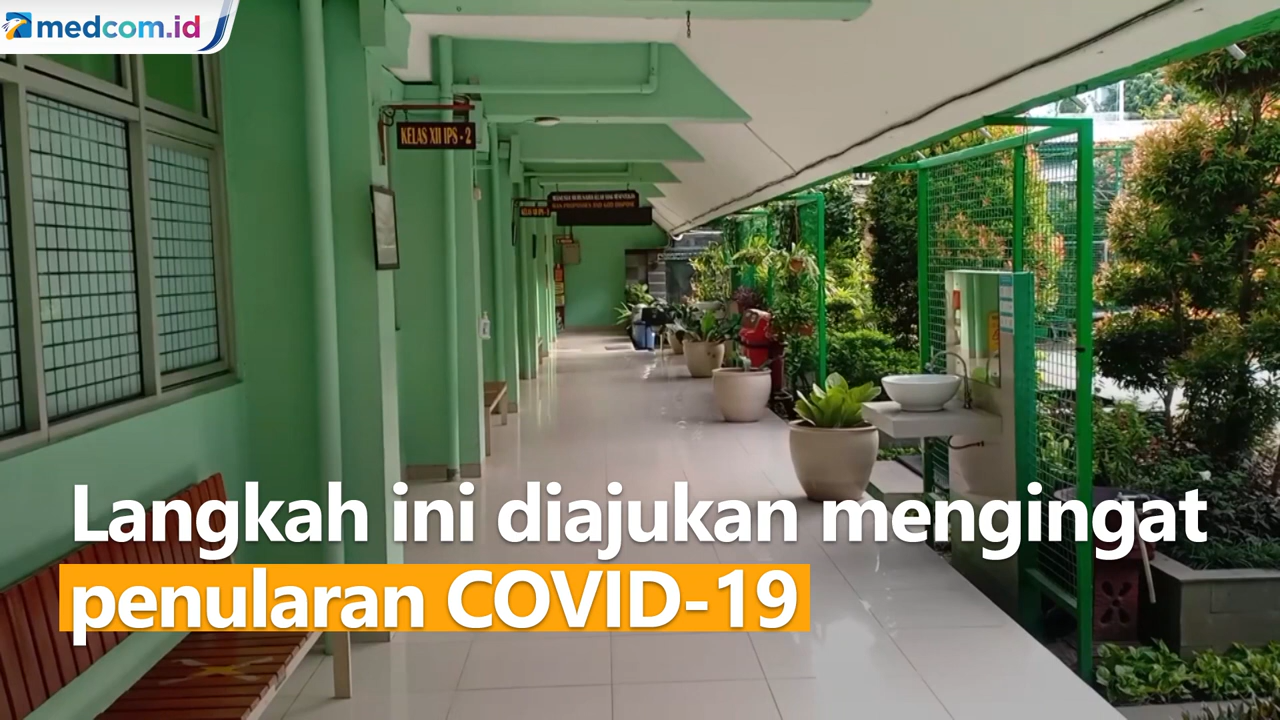 medcom.id
KELAS XII IPS - 2
Langkah ini diajukan mengingat
penularan COVID-19